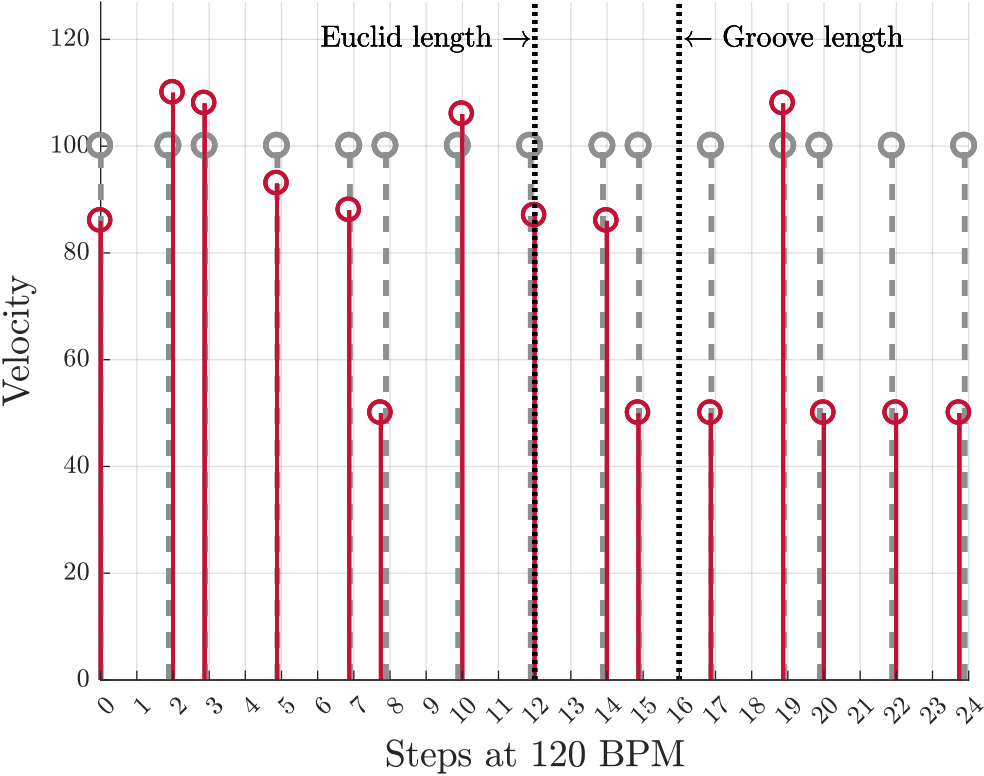 Euclid length →
← Groove length
120
100
80
60
40
20
0
Velocity
0 1 2 3 4 5 6 7 8 9 10 11 12 13 14 15 16 17 18 19 20 21 22 23 24
Steps at 120 BPM